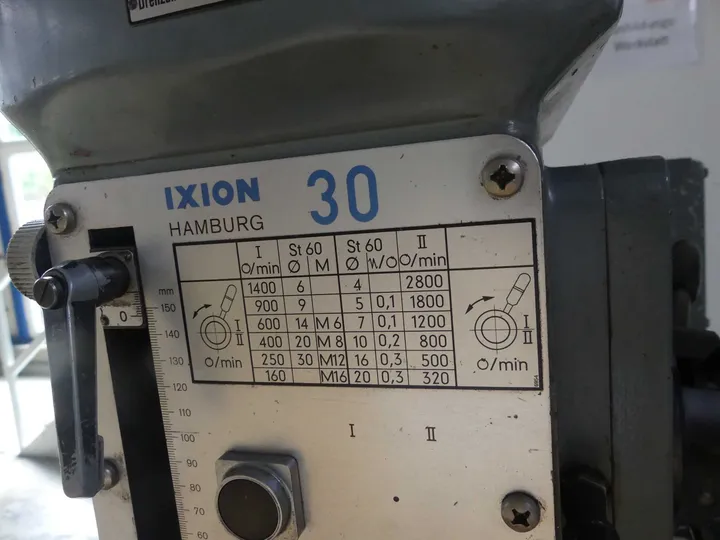 IXION 30
HAMBURG
I St 60 St 60 II
O/min Ø M Ø O/min
1400 6 4 2800
900 9 5 0,1 1800
600 14 M 6 7 0,1 1200
400 20 M 8 10 0,2 800
250 30 M12 16 0,3 500
160 M16 20 0,3 320
I
II
O/min
I
II
O/min
0
mm
150
140
130
120
110
100
90
80
70
60
I II